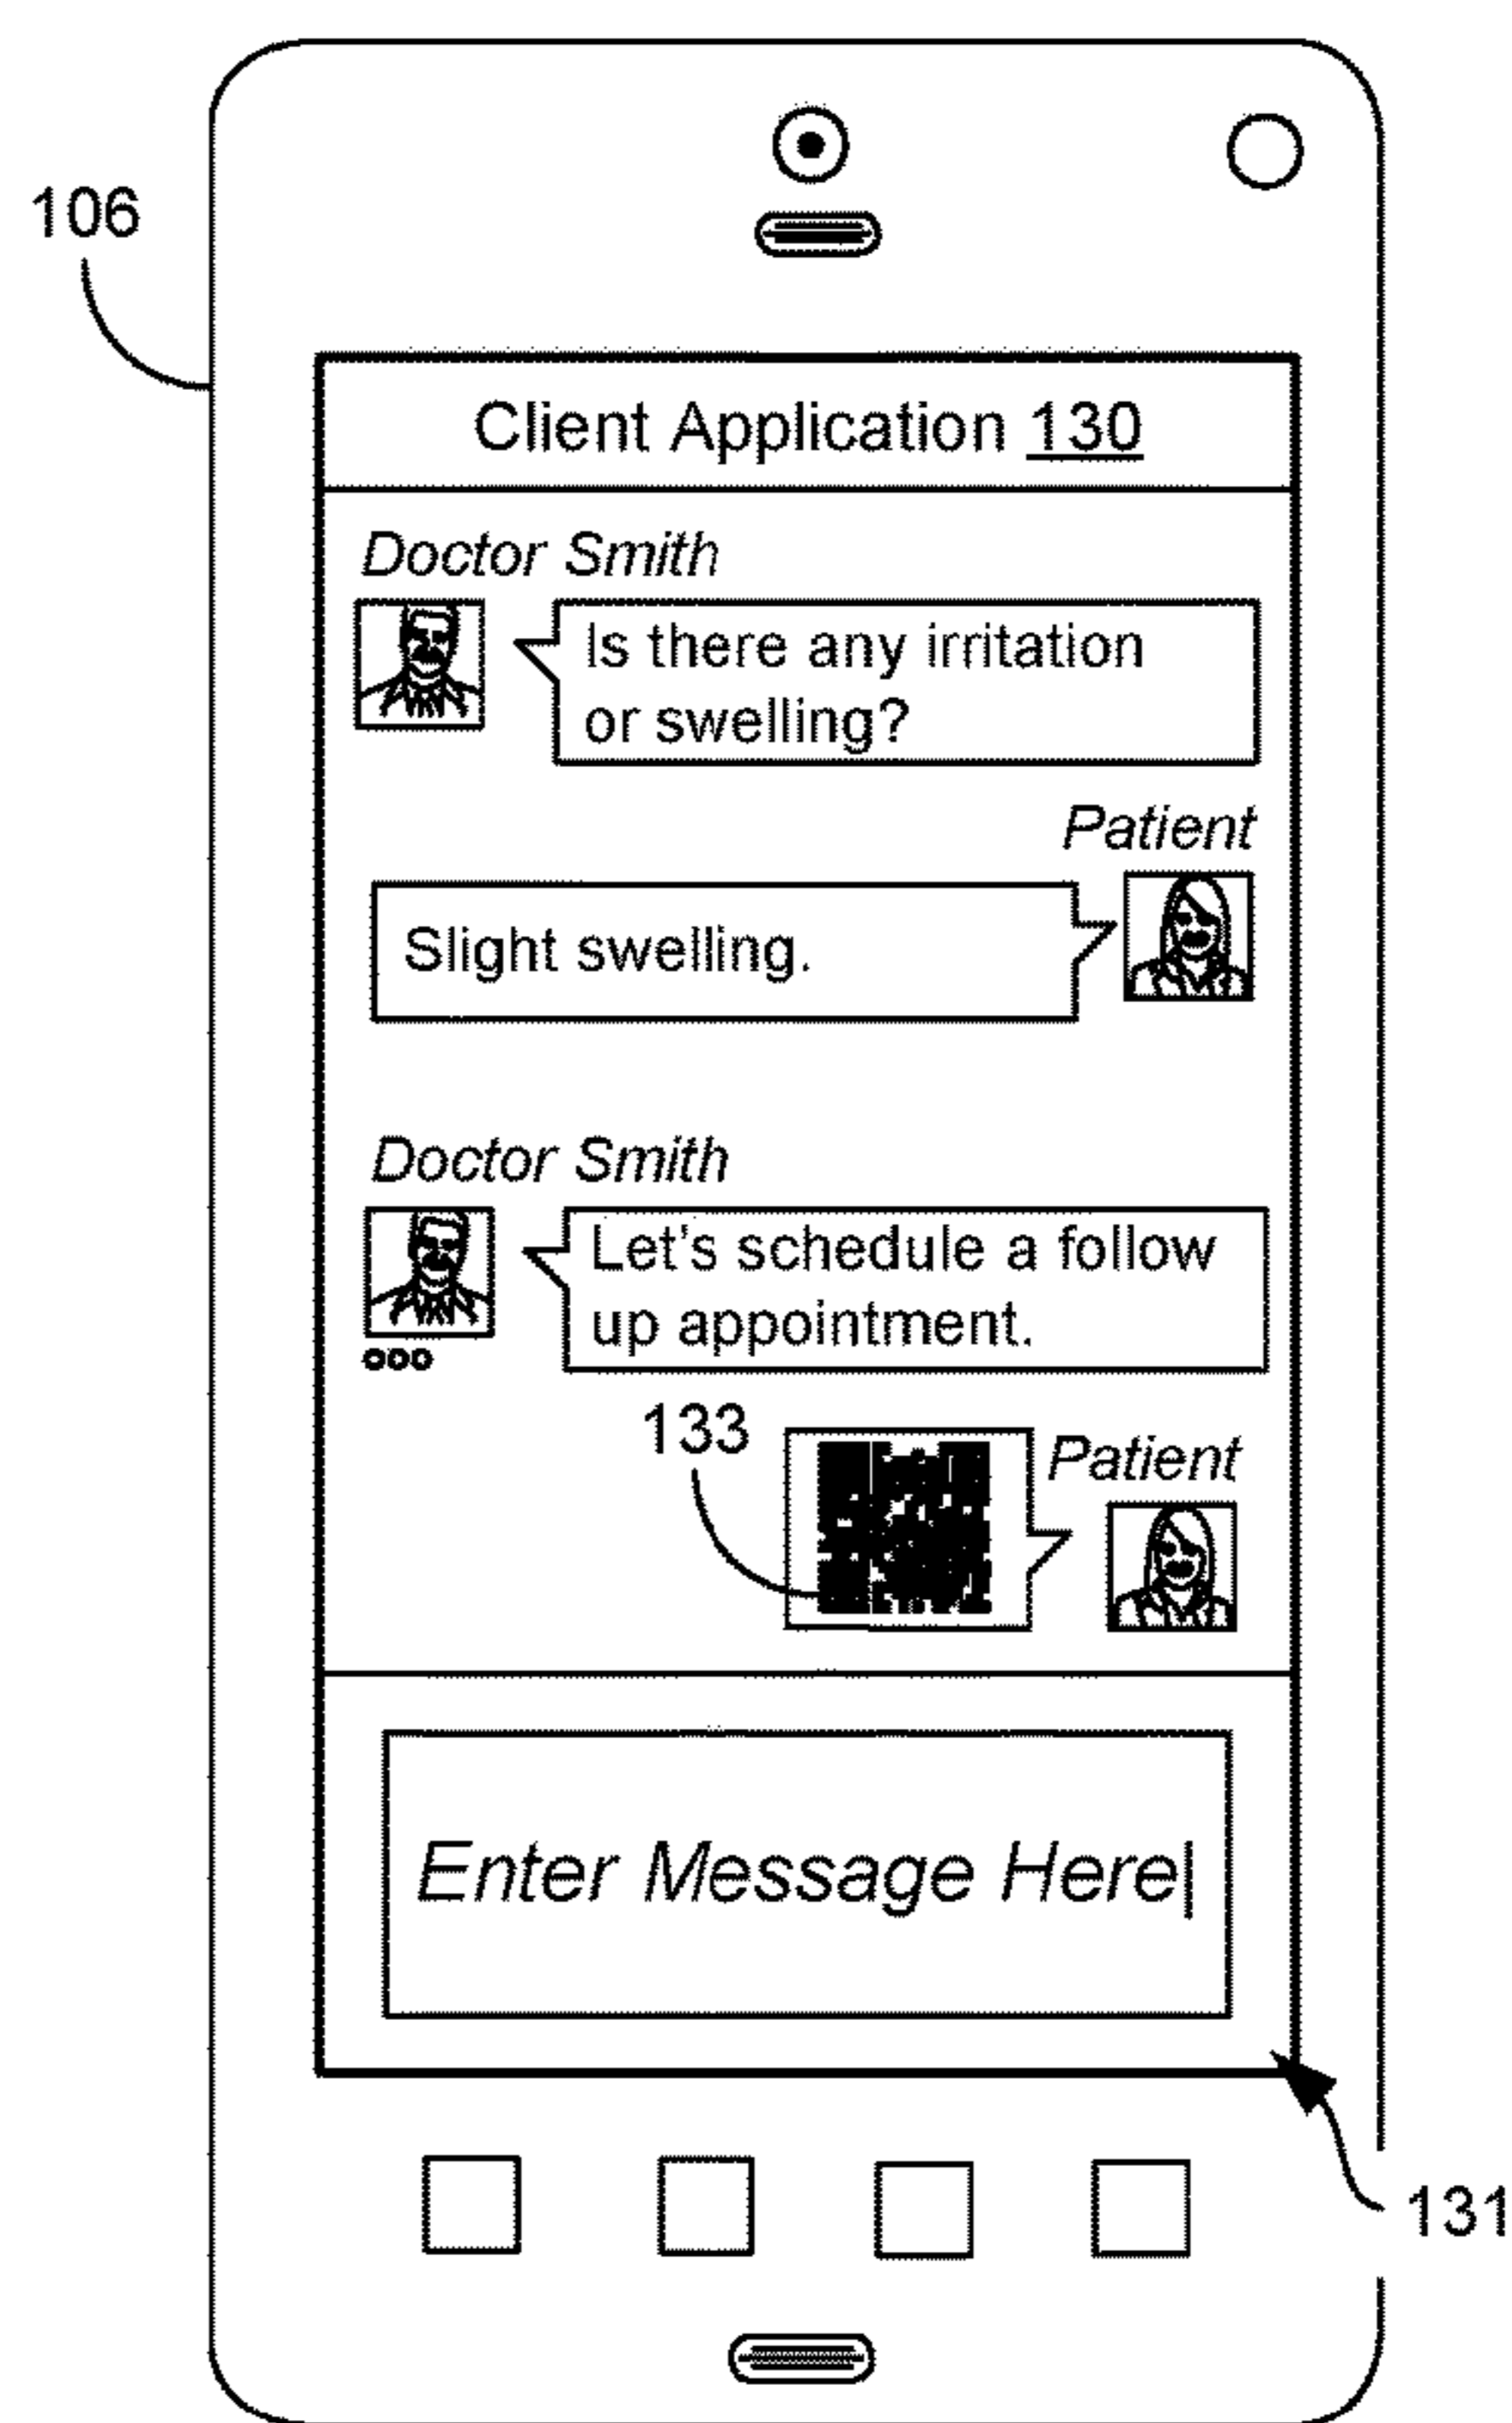 106
Client Application 130
Doctor Smith
Is there any irritation
or swelling?
Patient
Slight swelling.
Doctor Smith
Let's schedule a follow
up appointment.
133
Patient
Enter Message Here
131